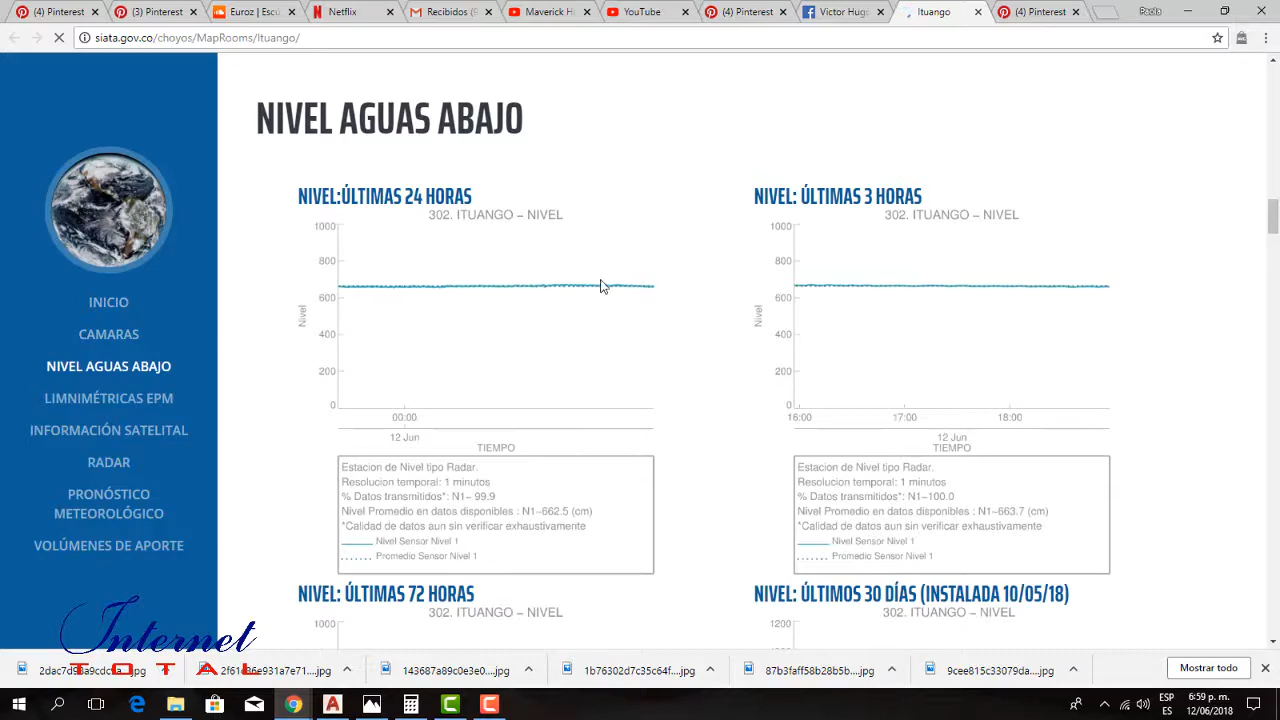 (4) Pinterest
(3) Pinterest
Euroz | Escú
Netflix
Recibidos (5
Maverick H
YouTube
(4) Pinterest
Victor Hugo
Ituango
(4) Pinterest
siata.gov.co/choyos/MapRooms/Ituango/
NIVEL AGUAS ABAJO
INICIO
CAMARAS
NIVEL AGUAS ABAJO
LIMNIMÉTRICAS EPM
INFORMACIÓN SATELITAL
RADAR
PRONÓSTICO
METEOROLÓGICO
VOLÚMENES DE APORTE
NIVEL:ÚLTIMAS 24 HORAS
302. ITUANGO – NIVEL
1000
800
600
400
200
0
Nivel
00:00
12 Jun
TIEMPO
Estacion de Nivel tipo Radar.
Resolucion temporal: 1 minutos
% Datos transmitidos*: N1~ 99.9
Nivel Promedio en datos disponibles : N1~662.5 (cm)
*Calidad de datos aun sin verificar exhaustivamente
Nivel Sensor Nivel 1
Promedio Sensor Nivel 1
NIVEL: ÚLTIMAS 3 HORAS
302. ITUANGO – NIVEL
1000
800
600
400
200
0
Nivel
16:00 17:00 18:00
12 Jun
TIEMPO
Estacion de Nivel tipo Radar.
Resolucion temporal: 1 minutos
% Datos transmitidos*: N1~100.0
Nivel Promedio en datos disponibles : N1~663.7 (cm)
*Calidad de datos aun sin verificar exhaustivamente
Nivel Sensor Nivel 1
Promedio Sensor Nivel 1
NIVEL: ÚLTIMAS 72 HORAS
302. ITUANGO – NIVEL
1000
NIVEL: ÚLTIMOS 30 DÍAS (INSTALADA 10/05/18)
302. ITUANGO – NIVEL
1200
Internet
TOTAL
143687a89c0e3e0....jpg
1b76302d7c35c64f....jpg
87b3faff58d28b5b....jpg
9cee815c33079da....jpg
Mostrar todo
ESP
ES
6:59 p. m.
12/06/2018